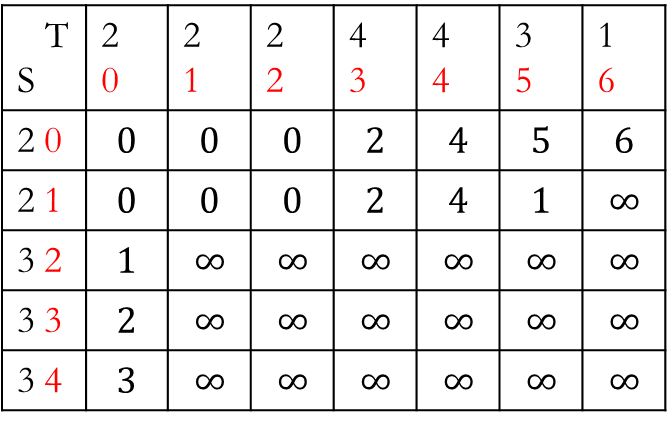 T 2 2 2 4 4 3 1
S 0 1 2 3 4 5 6
2 0 0 0 0 2 4 5 6
2 1 0 0 0 2 4 1 ∞
3 2 1 ∞ ∞ ∞ ∞ ∞ ∞
3 3 2 ∞ ∞ ∞ ∞ ∞ ∞
3 4 3 ∞ ∞ ∞ ∞ ∞ ∞